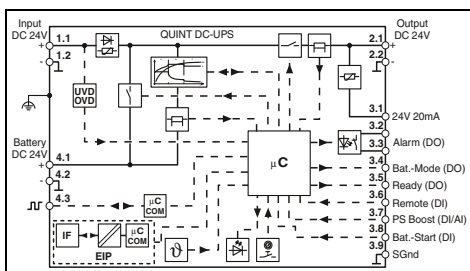 Input
DC 24V
1.1
+
1.2
-
QUINT DC-UPS
Output
DC 24V
2.1
+
2.2
-
UVD
OVD
3.1
24V 20mA
3.2
Alarm (DO)
3.3
3.4
Bat.-Mode (DO)
3.5
Ready (DO)
3.6
Remote (DI)
3.7
PS Boost (DI/AI)
3.8
Bat.-Start (DI)
3.9
SGnd
Battery
DC 24V
4.1
+
4.2
-
4.3
µC
µC
COM
IF
µC
COM
EIP
ϑ